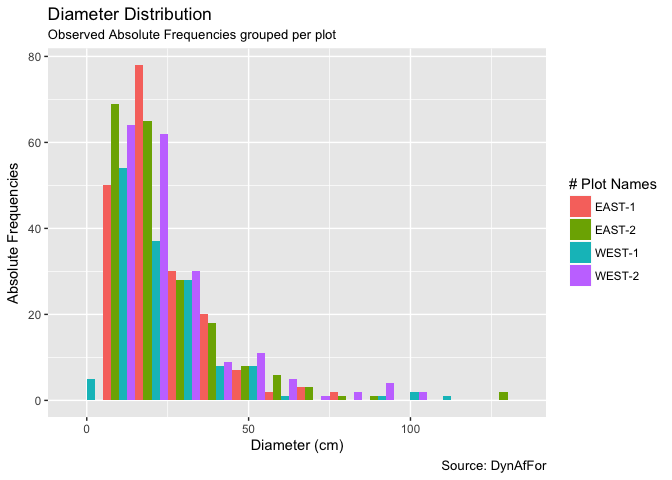 Diameter Distribution
Observed Absolute Frequencies grouped per plot
Absolute Frequencies
80
60
40
20
0
0
50
100
Diameter (cm)
# Plot Names
EAST-1
EAST-2
WEST-1
WEST-2
Source: DynAfFor